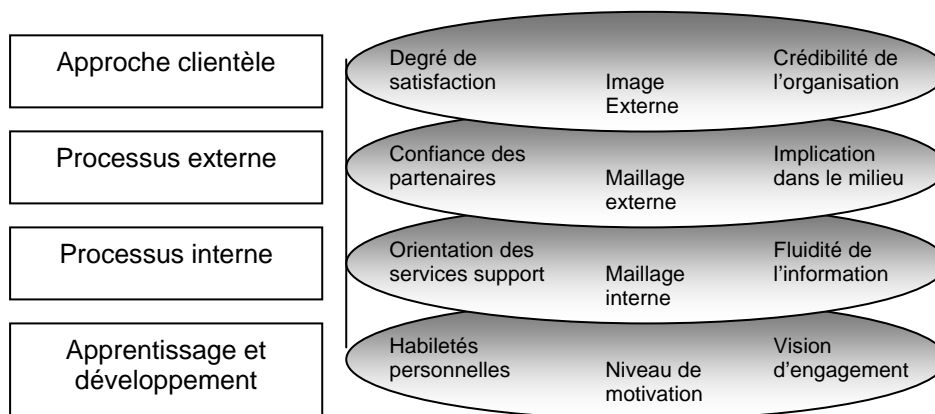 Approche clientèle
Degré de
satisfaction
Image
Externe
Crédibilité de
l'organisation
Processus externe
Confiance des
partenaires
Maillage
externe
Implication
dans le milieu
Processus interne
Orientation des
services support
Maillage
interne
Fluidité de
l'information
Apprentissage et
développement
Habiletés
personnelles
Niveau de
motivation
Vision
d'engagement